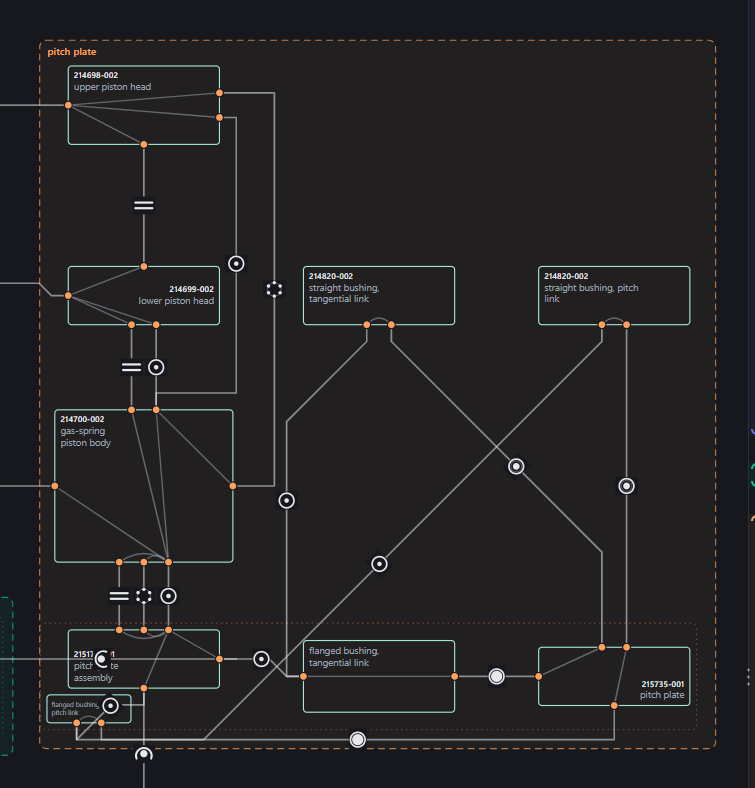 pitch plate
214698-002
upper piston head
214699-002
lower piston head
214820-002
straight bushing,
tangential link
214820-002
straight bushing, pitch
link
214700-002
gas-spring
piston body
pitch
assembly
flanged bushing,
tangential link
215735-001
pitch plate
flanged bushing,
pitch link